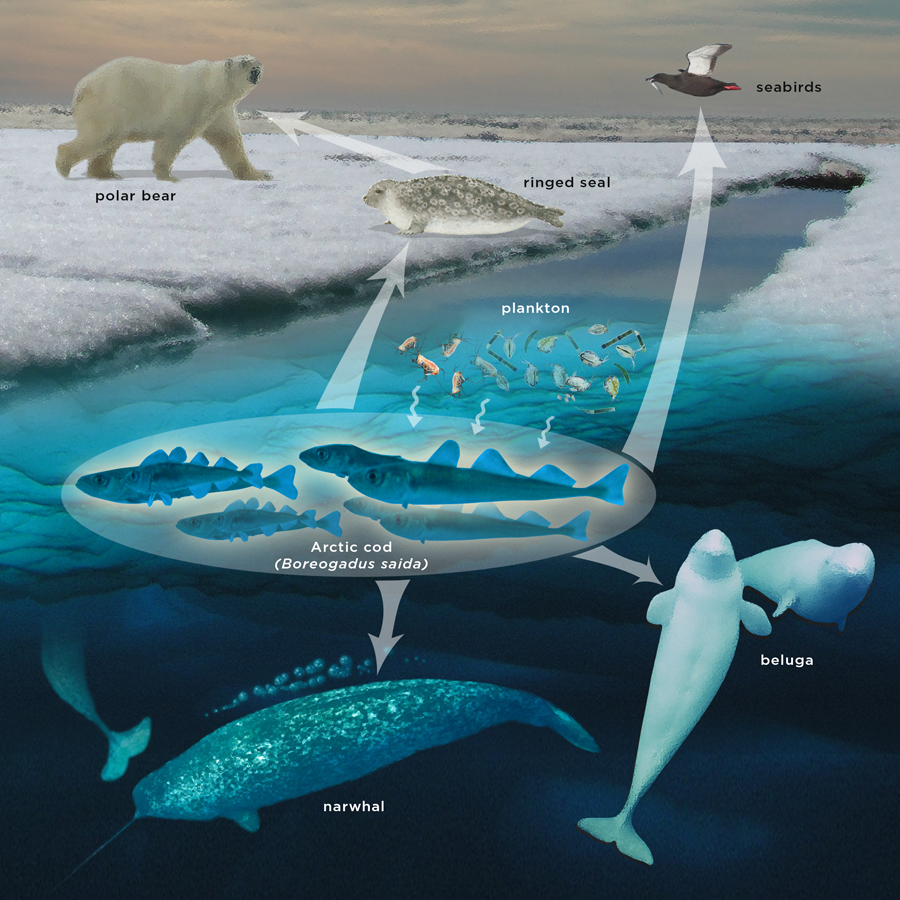 seabirds
ringed seal
polar bear
plankton
Arctic cod
(Boreogadus saida)
beluga
narwhal